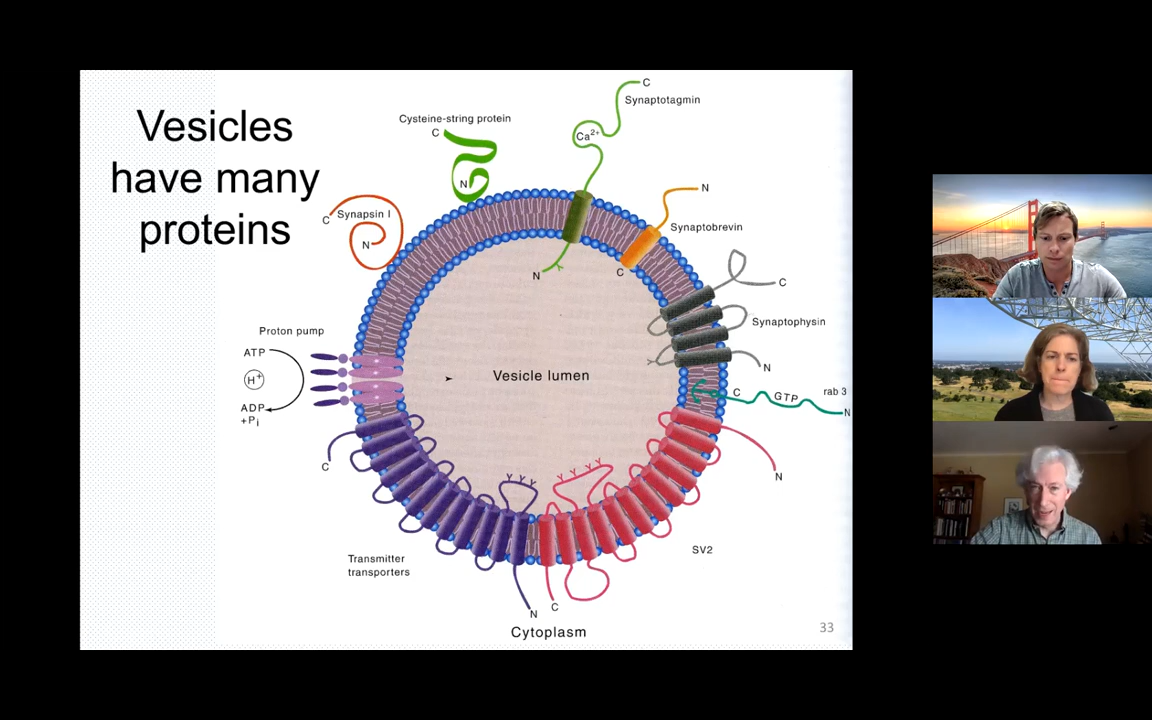 Vesicles
have many
proteins
C
Synaptotagmin
Ca2+
N
Cysteine-string protein
C
N
C
Synapsin I
N
N
Synaptobrevin
C
C
Synaptophysin
N
Proton pump
ATP
H+
ADP
+Pi
Vesicle lumen
C
GTP
rab 3
N
C
N
Transmitter
transporters
N
C
SV2
Cytoplasm
33